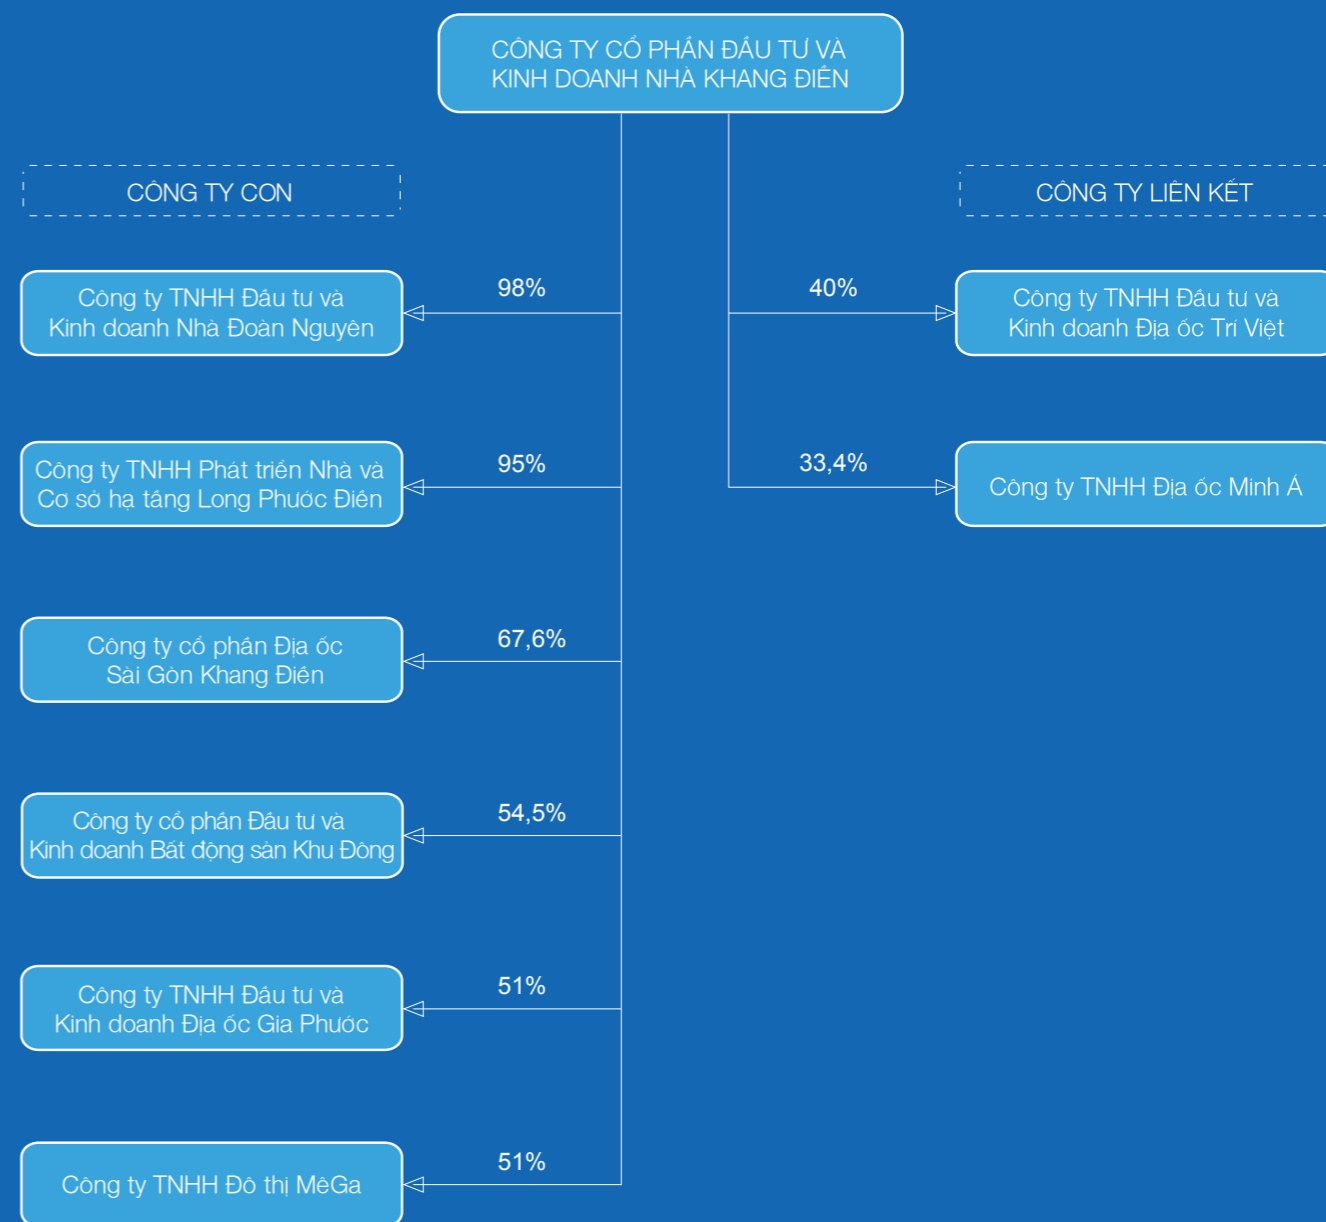 CÔNG TY CỔ PHẦN ĐẦU TƯ VÀ
KINH DOANH NHÀ KHANG ĐIỀN
CÔNG TY CON
CÔNG TY LIÊN KẾT
98%
Công ty TNHH Đầu tư và
Kinh doanh Nhà Đoàn Nguyên
40%
Công ty TNHH Đầu tư và
Kinh doanh Địa ốc Trí Việt
95%
Công ty TNHH Phát triển Nhà và
Cơ sở hạ tầng Long Phước Điền
33,4%
Công ty TNHH Địa ốc Minh Á
67,6%
Công ty cổ phần Địa ốc
Sài Gòn Khang Điền
54,5%
Công ty cổ phần Đầu tư và
Kinh doanh Bất động sản Khu Đông
51%
Công ty TNHH Đầu tư và
Kinh doanh Địa ốc Gia Phước
51%
Công ty TNHH Đô thị MêGa